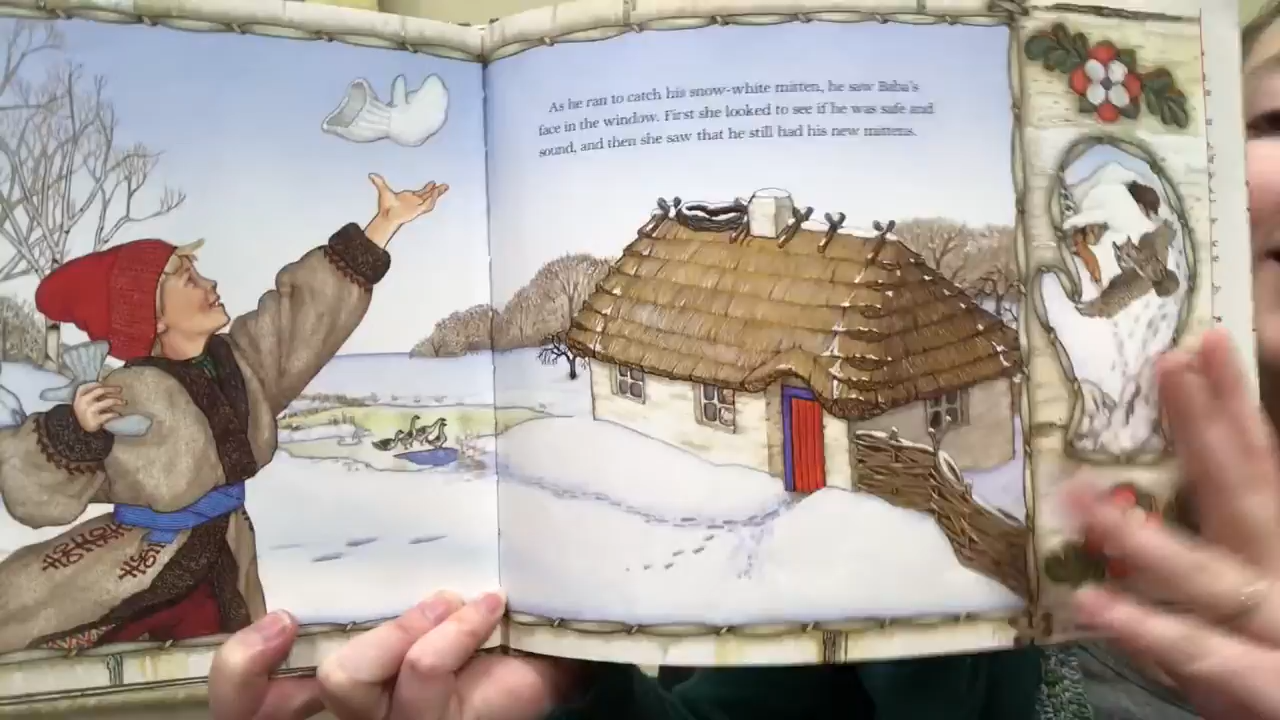 As he ran to catch his snow-white mitten, he saw Baba's
face in the window. First she looked to see if he was safe and
sound, and then she saw that he still had his new mittens.